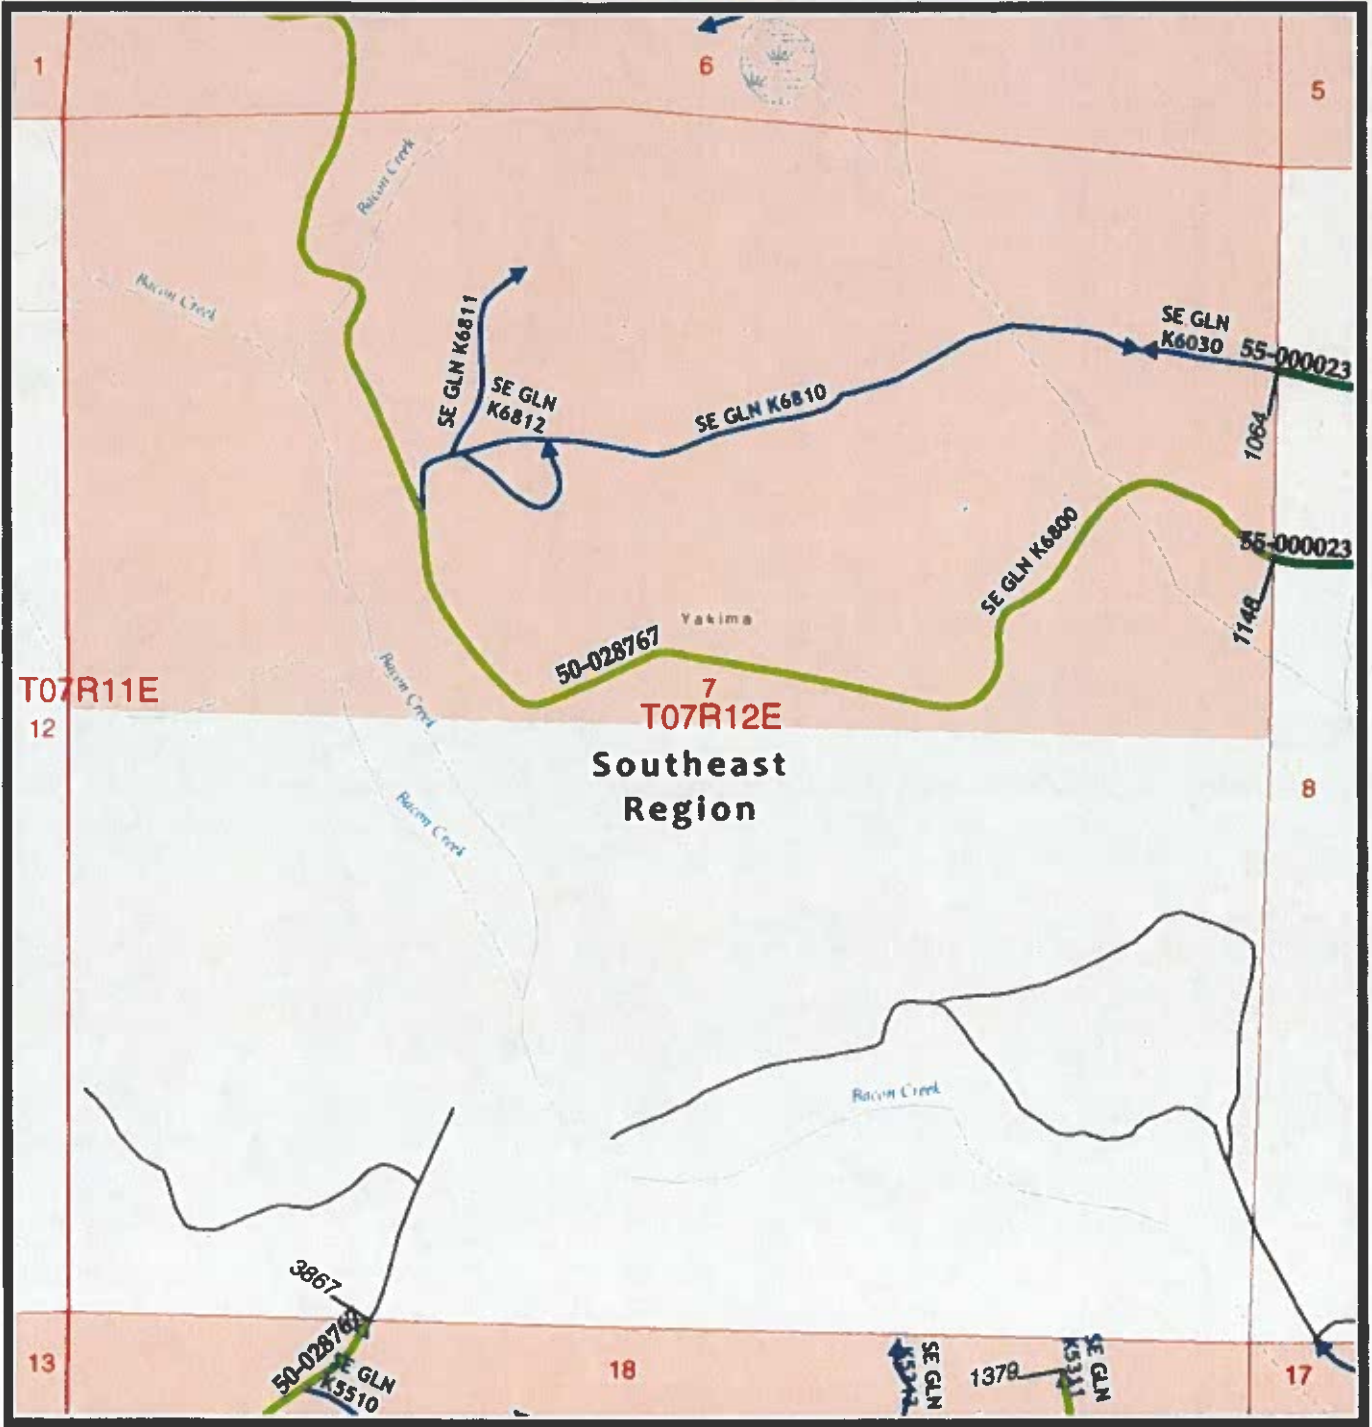 1
6
5
Bacon Creek
Bacon Creek
SE GLN K6811
SE GLN
K6812
SE GLN K6810
SE GLN
K6030
55-000023
1064
SE GLN K6800
55-000023
1148
Yakima
50-028767
7
T07R11E
T07R12E
12
Southeast
Region
8
Bacon Creek
Bacon Creek
Bacon Creek
3867
13
SE GLN
K5510
18
SE GLN
1379
SE GLN
K5311
17